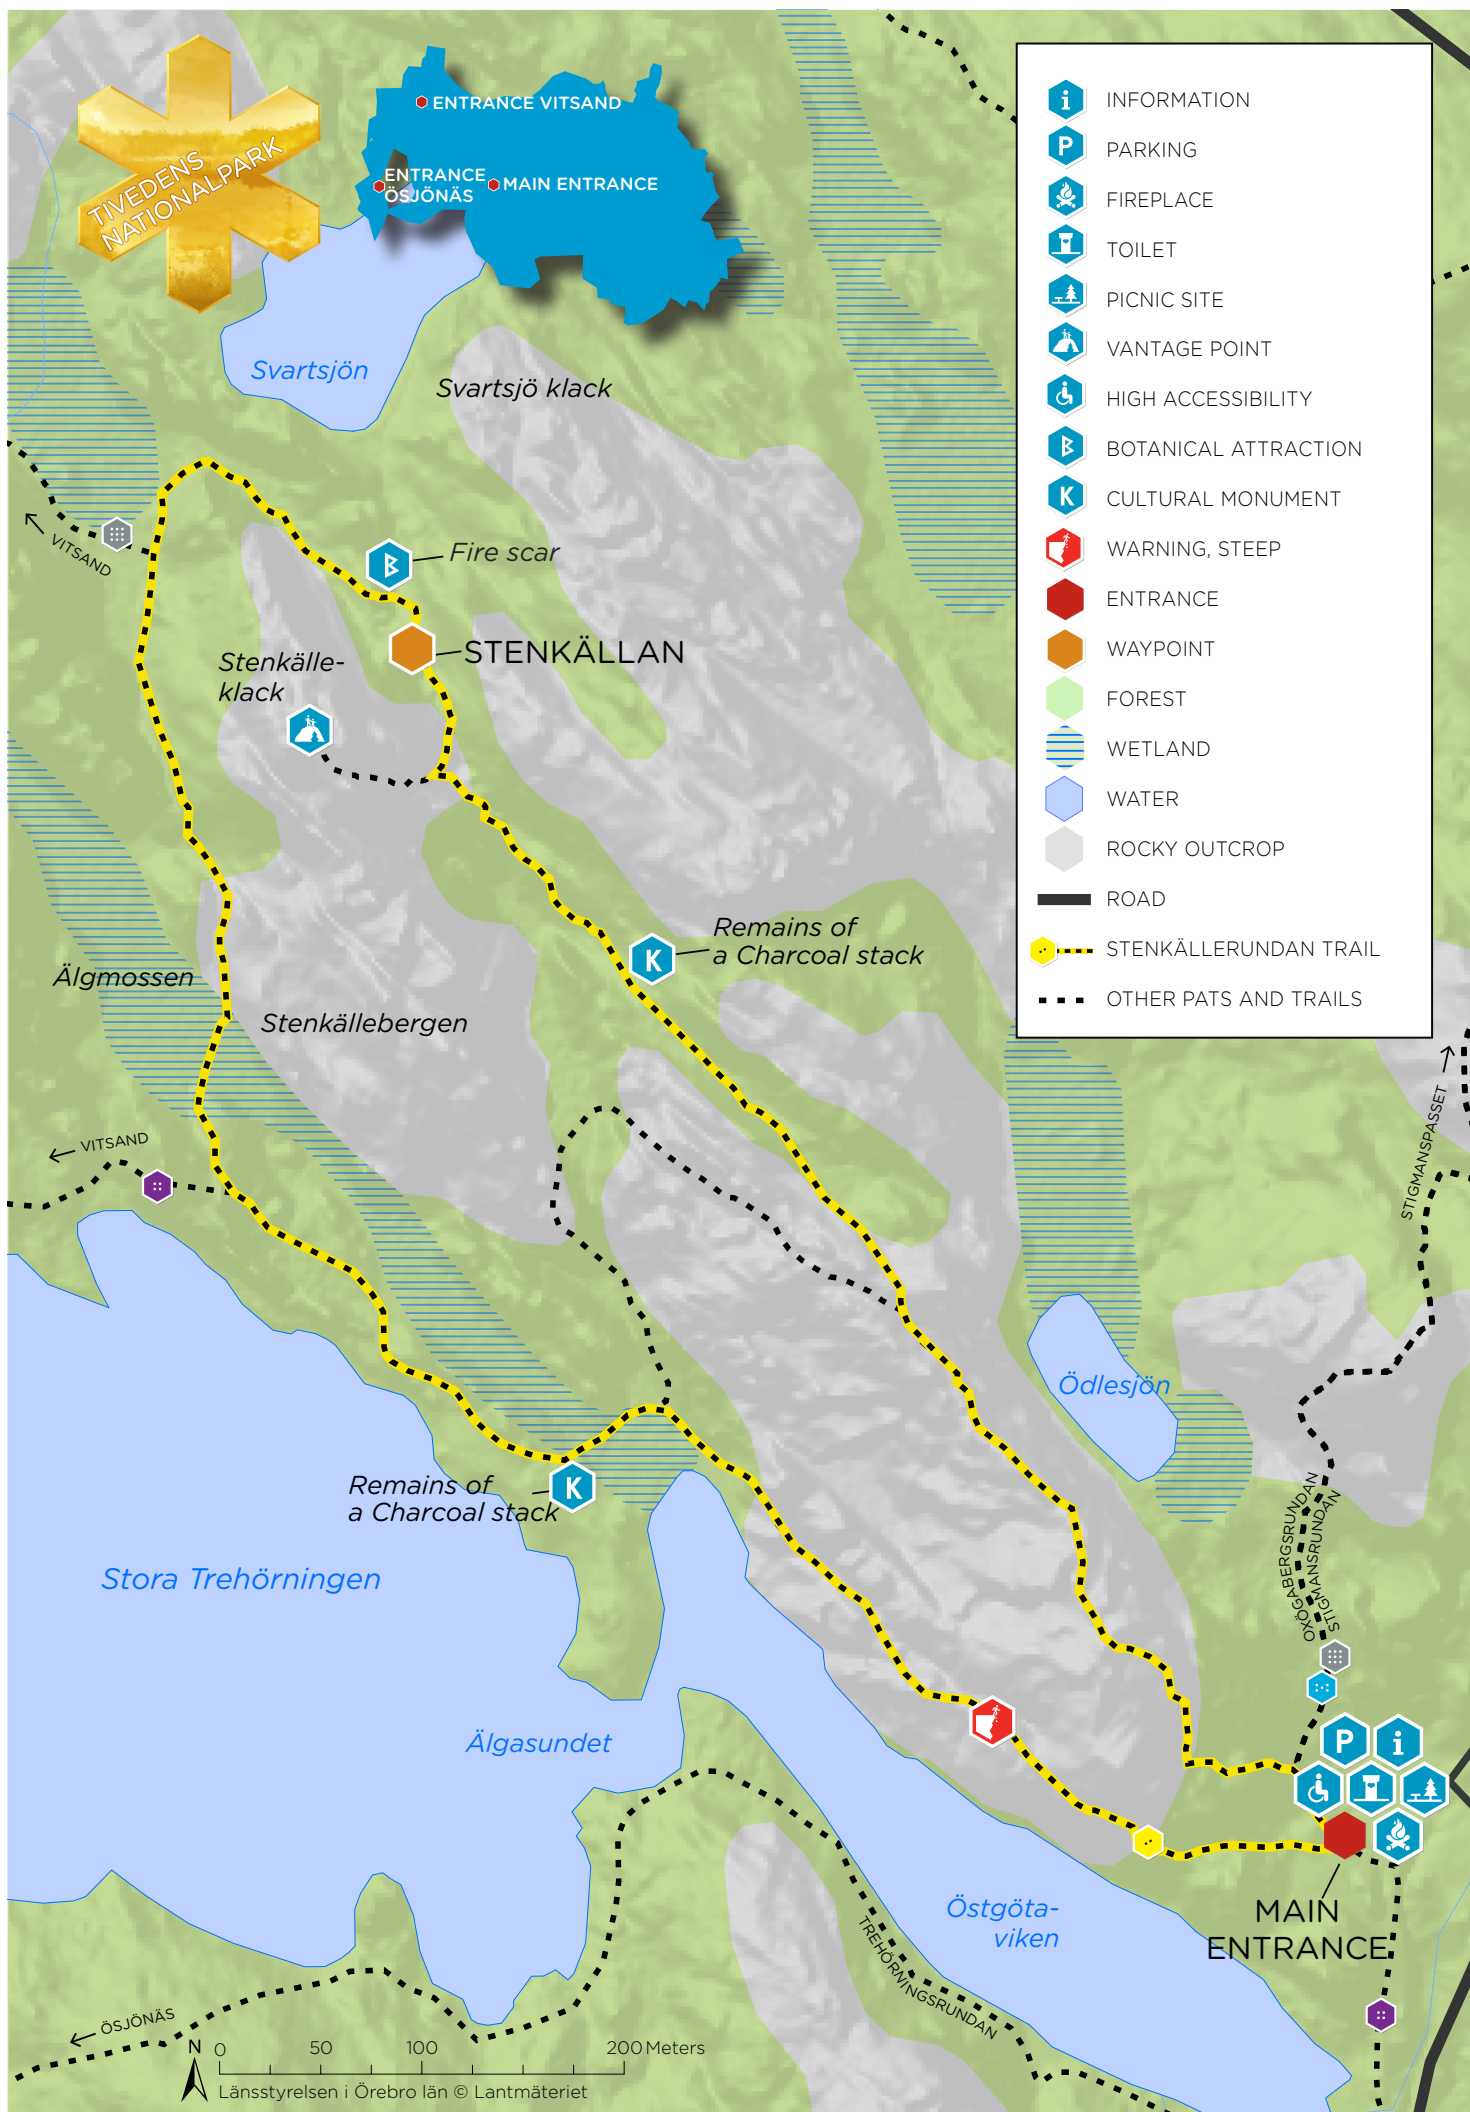 TIVEDENS
NATIONALPARK
ENTRANCE VITSAND
ENTRANCE
ÖSJÖNÄS
MAIN ENTRANCE
i INFORMATION
P PARKING
FIREPLACE
TOILET
PICNIC SITE
VANTAGE POINT
HIGH ACCESSIBILITY
B BOTANICAL ATTRACTION
K CULTURAL MONUMENT
WARNING, STEEP
ENTRANCE
WAYPOINT
FOREST
WETLAND
WATER
ROCKY OUTCROP
ROAD
STENKÄLLERUNDAN TRAIL
OTHER PATS AND TRAILS
Svartsjön
Svartsjö klack
VITSAND
B
Fire scar
STENKÄLLAN
Stenkälle-
klack
K
Remains of
a Charcoal stack
Älgmossen
Stenkällebergen
VITSAND
STIGMANSPASSET
Ödlesjön
Remains of
a Charcoal stack
K
OXÖGABERGSRUNDAN
STIGMANSRUNDAN
Stora Trehörningen
Älgasundet
P
i
MAIN
ENTRANCE
Östgöta-
viken
TREHÖRNINGSRUNDAN
ÖSJÖNÄS
N 0 50 100 200 Meters
Länsstyrelsen i Örebro län © Lantmäteriet